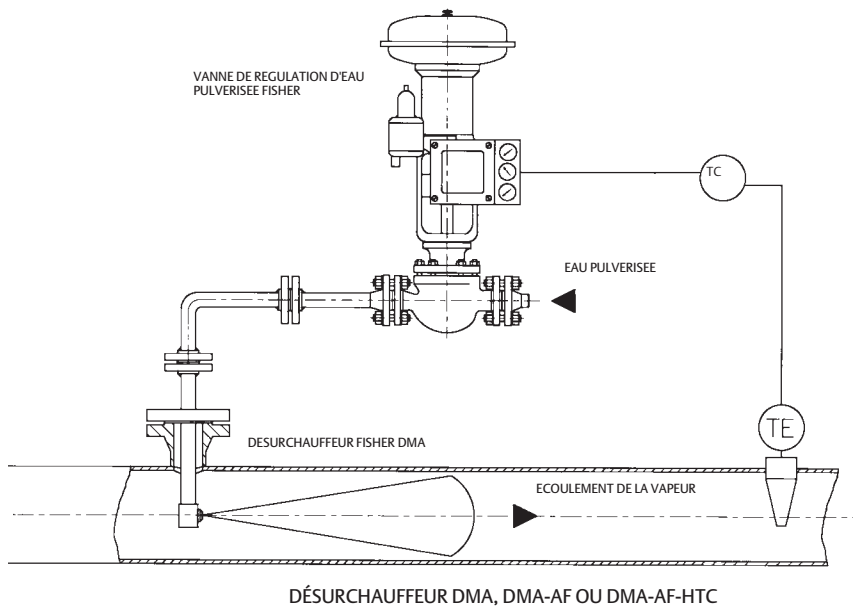 VANNE DE REGULATION D'EAU
PULVERISEE FISHER
TC
EAU PULVERISEE
TE
DESURCHAUFFEUR FISHER DMA
ECOULEMENT DE LA VAPEUR
DÉSURCHAUFFEUR DMA, DMA-AF OU DMA-AF-HTC